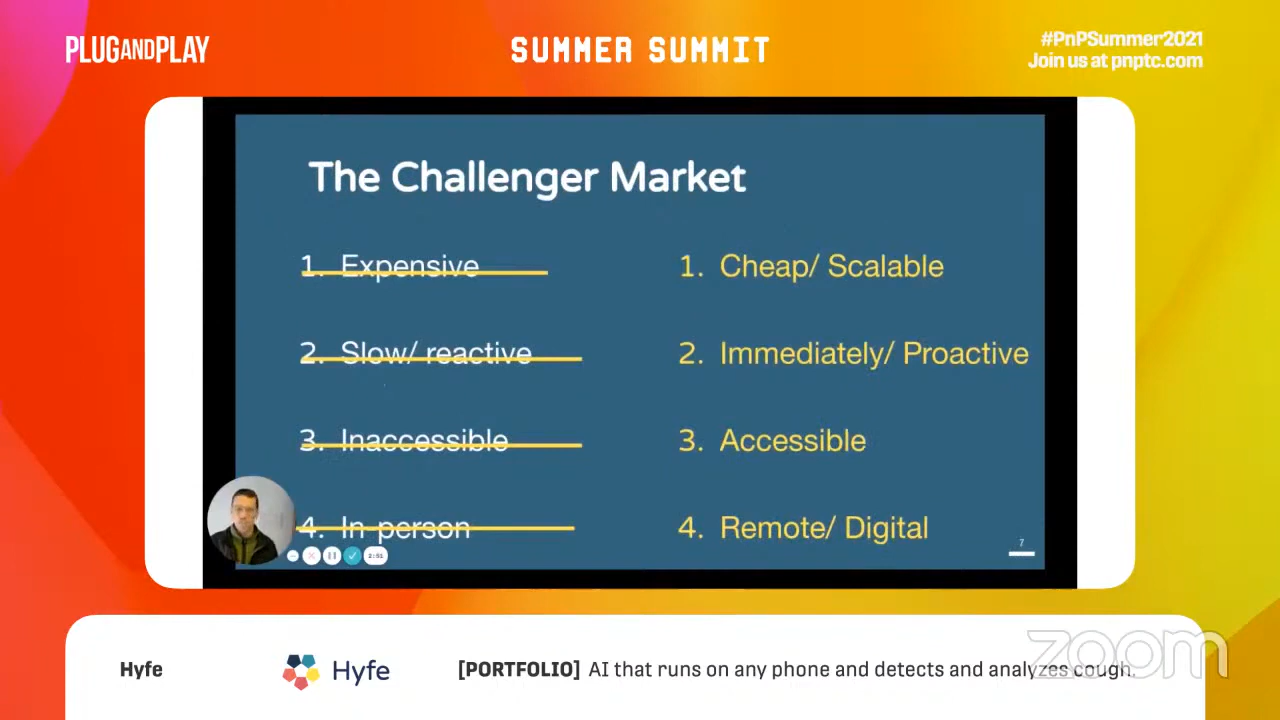 PLUGANDPLAY
SUMMER SUMMIT
#PnPSummer2021
Join us at pnptc.com
The Challenger Market
1. Expensive
1. Cheap/ Scalable
2. Slow/ reactive
2. Immediately/ Proactive
3. Inaccessible
3. Accessible
4. In-person
4. Remote/ Digital
2:51
7
Hyfe
Hyfe
[PORTFOLIO] AI that runs on any phone and detects and analyzes cough.
zoom